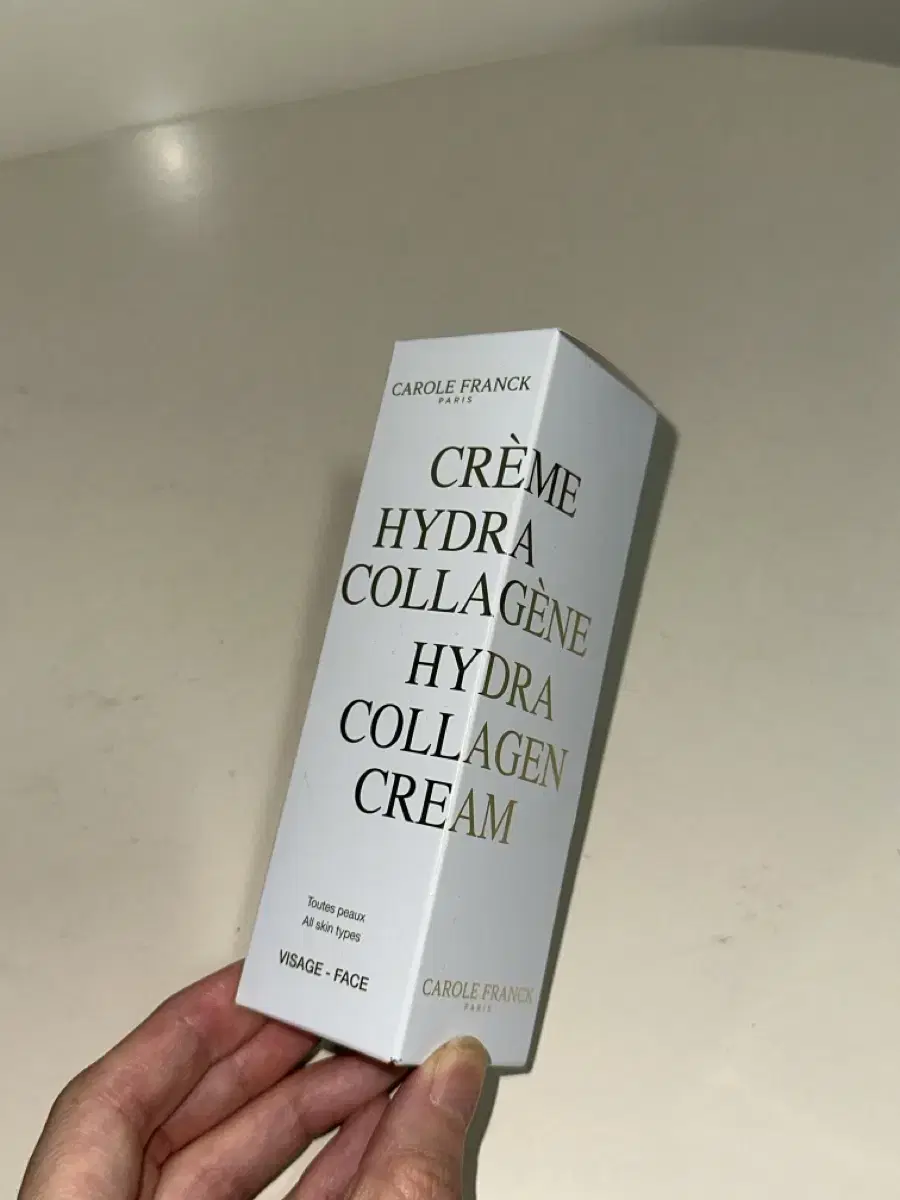 CAROLE FRANCK
PARIS
CRÈME
HYDRA
COLLAGÈNE
HYDRA
COLLAGEN
CREAM
Toutes peaux
All skin types
VISAGE - FACE
CAROLE FRANCK
PARIS